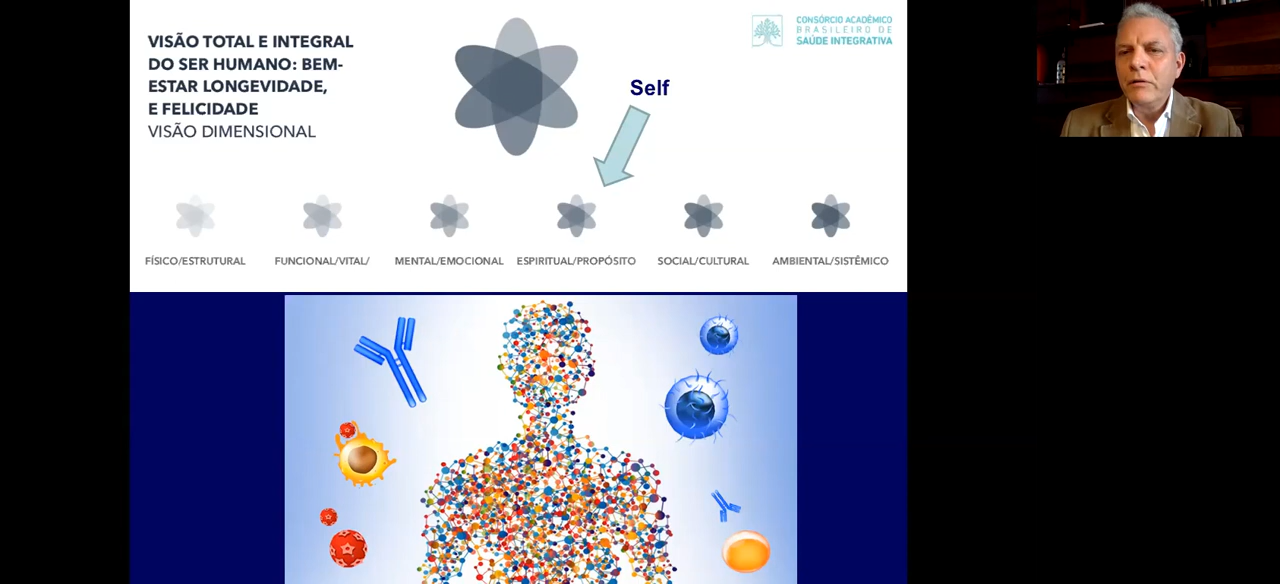 VISÃO TOTAL E INTEGRAL
DO SER HUMANO: BEM-
ESTAR LONGEVIDADE,
E FELICIDADE
VISÃO DIMENSIONAL
CONSÓRCIO ACADÊMICO
BRASILEIRO DE
SAÚDE INTEGRATIVA
Self
FÍSICO/ESTRUTURAL
FUNCIONAL/VITAL/
MENTAL/EMOCIONAL
ESPIRITUAL/PROPÓSITO
SOCIAL/CULTURAL
AMBIENTAL/SISTÊMICO